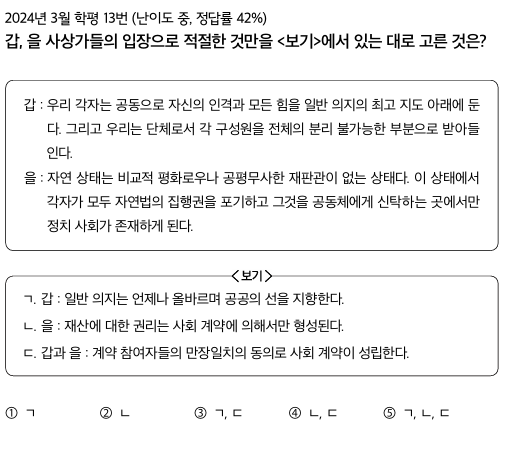 2024년 3월 학평 13번 (난이도 중, 정답률 42%)
갑, 을 사상가들의 입장으로 적절한 것만을 <보기>에서 있는 대로 고른 것은?
갑 : 우리 각자는 공동으로 자신의 인격과 모든 힘을 일반 의지의 최고 지도 아래에 둔
다. 그리고 우리는 단체로서 각 구성원을 전체의 분리 불가능한 부분으로 받아들
인다.
을 : 자연 상태는 비교적 평화로우나 공평무사한 재판관이 없는 상태다. 이 상태에서
각자가 모두 자연법의 집행권을 포기하고 그것을 공동체에게 신탁하는 곳에서만
정치 사회가 존재하게 된다.
<보기>
ㄱ. 갑 : 일반 의지는 언제나 올바르며 공공의 선을 지향한다.
ㄴ. 을 : 재산에 대한 권리는 사회 계약에 의해서만 형성된다.
ㄷ. 갑과 을 : 계약 참여자들의 만장일치의 동의로 사회 계약이 성립한다.
① ㄱ ② ㄴ ③ ㄱ, ㄷ ④ ㄴ, ㄷ ⑤ ㄱ, ㄴ, ㄷ